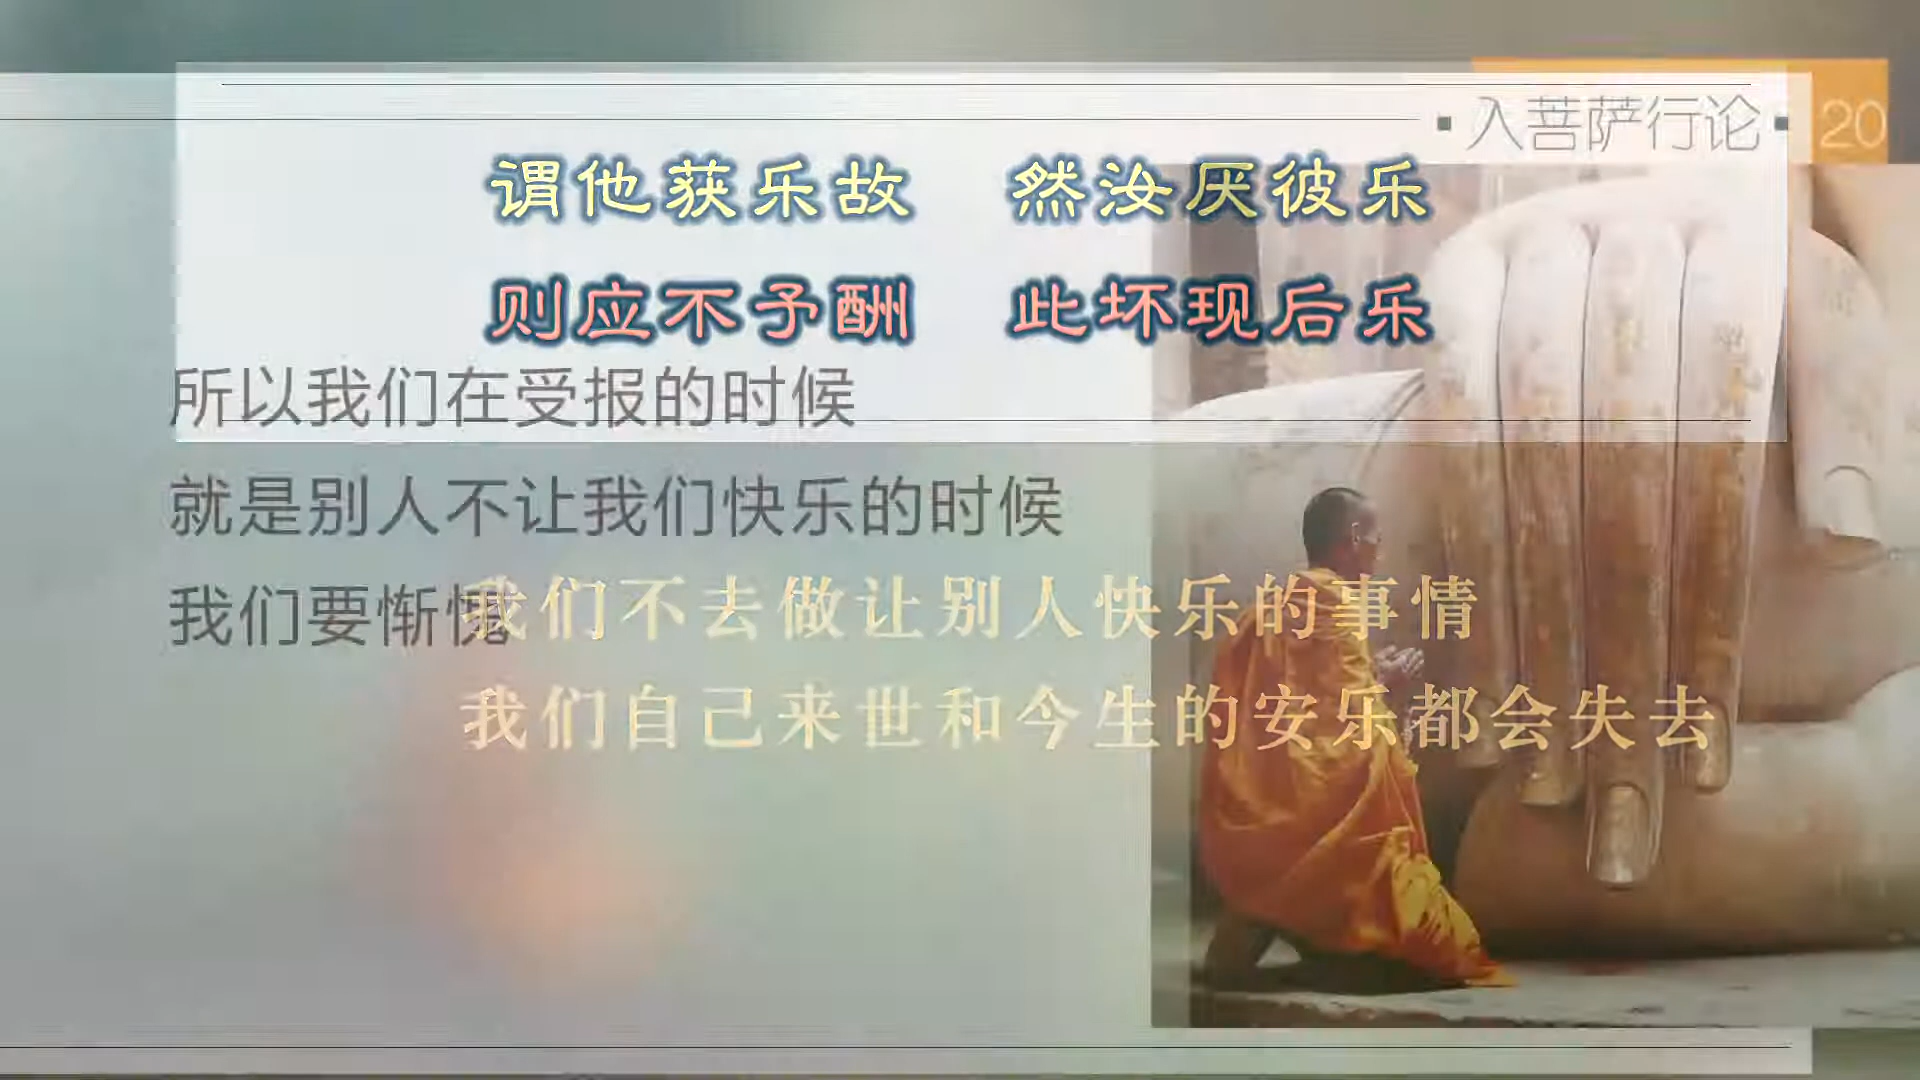 ·入菩萨行论· 20
谓他获乐故 然汝厌彼乐
则应不予酬 此坏现后乐
所以我们在受报的时候
就是别人不让我们快乐的时候
我们要惭愧
我们不去做让别人快乐的事情
我们自己来世和今生的安乐都会失去